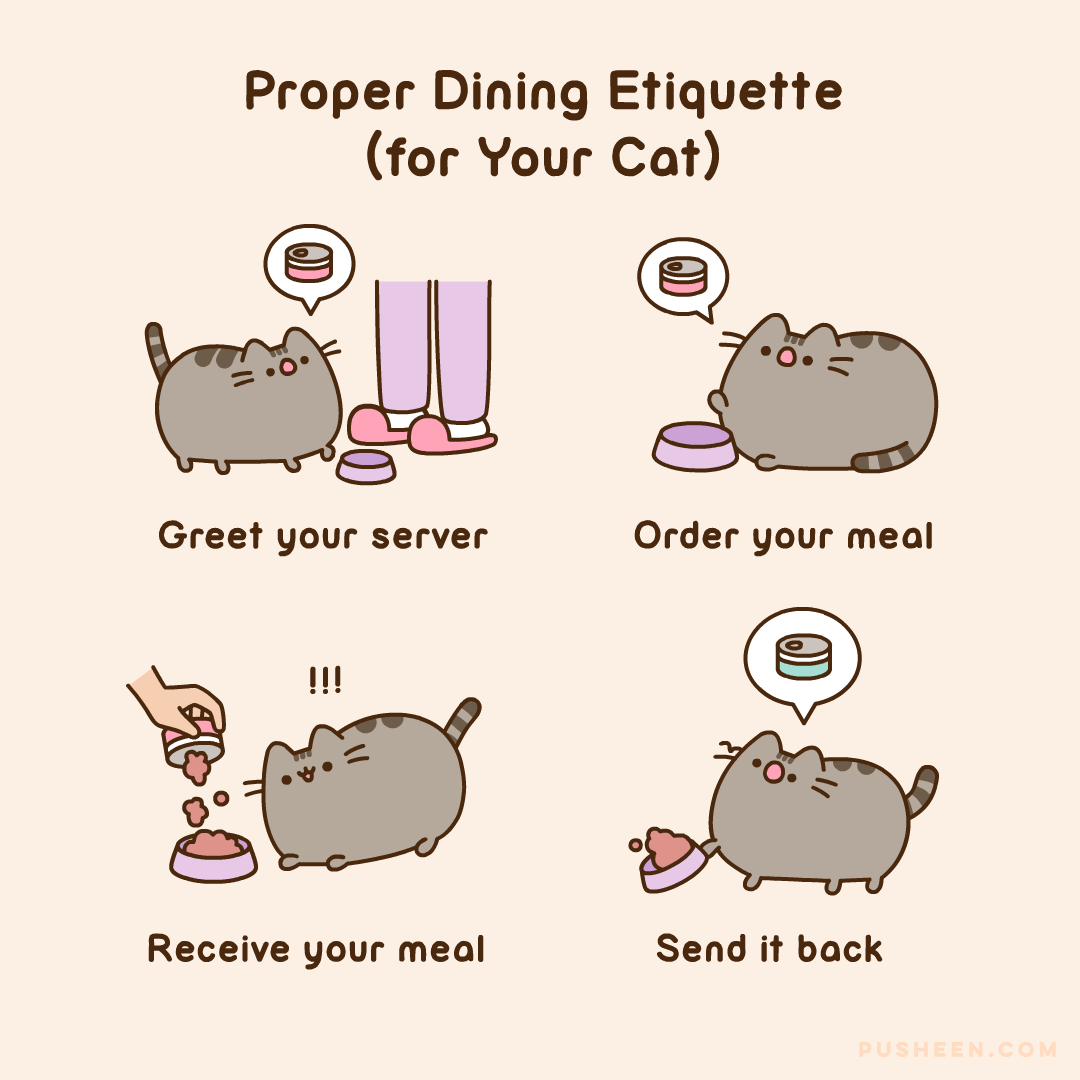 Proper Dining Etiquette
(for Your Cat)
Greet your server
Order your meal
!!!
Receive your meal
Send it back
PUSHEEN.COM